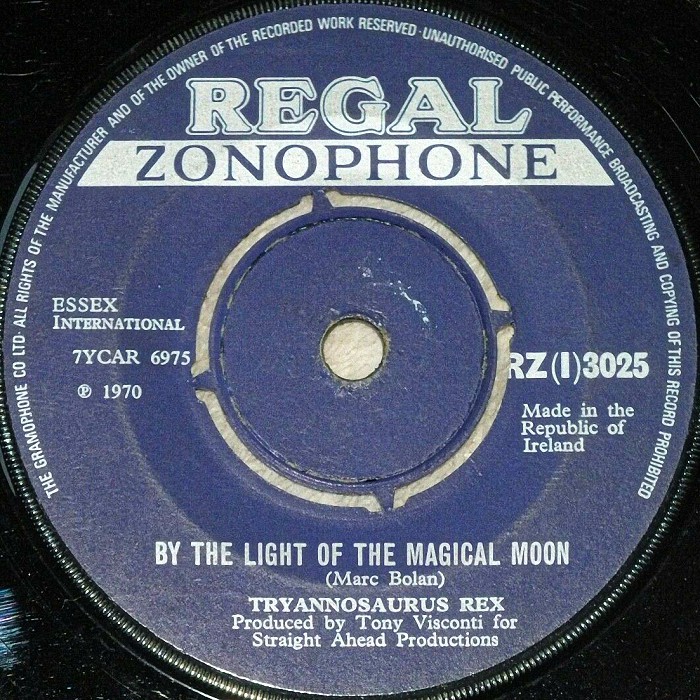 THE GRAMOPHONE CO LTD· ALL RIGHTS OF THE MANUFACTURER AND OF THE OWNER OF THE RECORDED WORK RESERVED·UNAUTHORISED PUBLIC PERFORMANCE BROADCASTING AND COPYING OF THIS RECORD PROHIBITED
REGAL
ZONOPHONE
ESSEX
INTERNATIONAL
7YCAR 6975
℗ 1970
RZ(I)3025
Made in the
Republic of
Ireland
BY THE LIGHT OF THE MAGICAL MOON
(Marc Bolan)
TRYANNOSAURUS REX
Produced by Tony Visconti for
Straight Ahead Productions